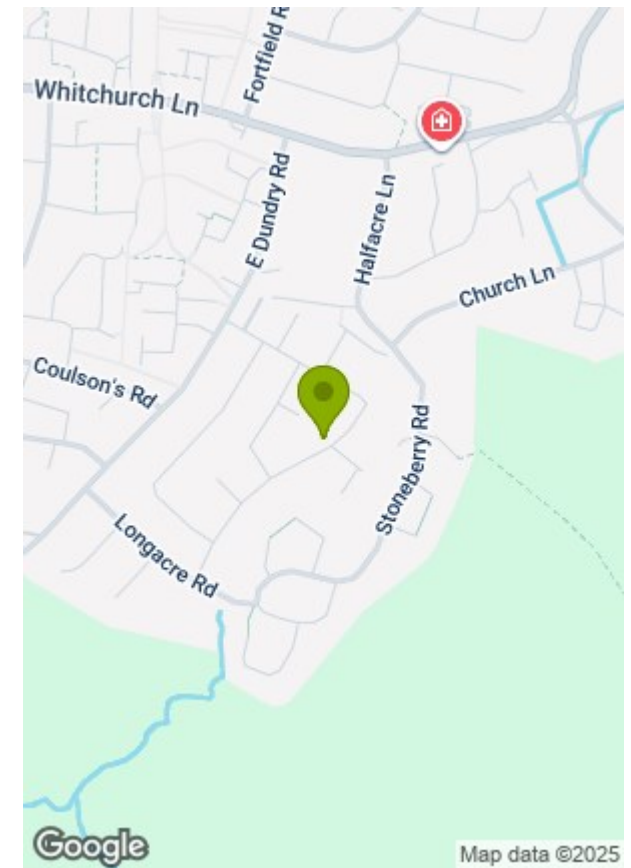 Fortfield R
Whitchurch Ln
E Dundry Rd
Halfacre Ln
Church Ln
Coulson's Rd
Stoneberry Rd
Longacre Rd
Google
Map data ©2025